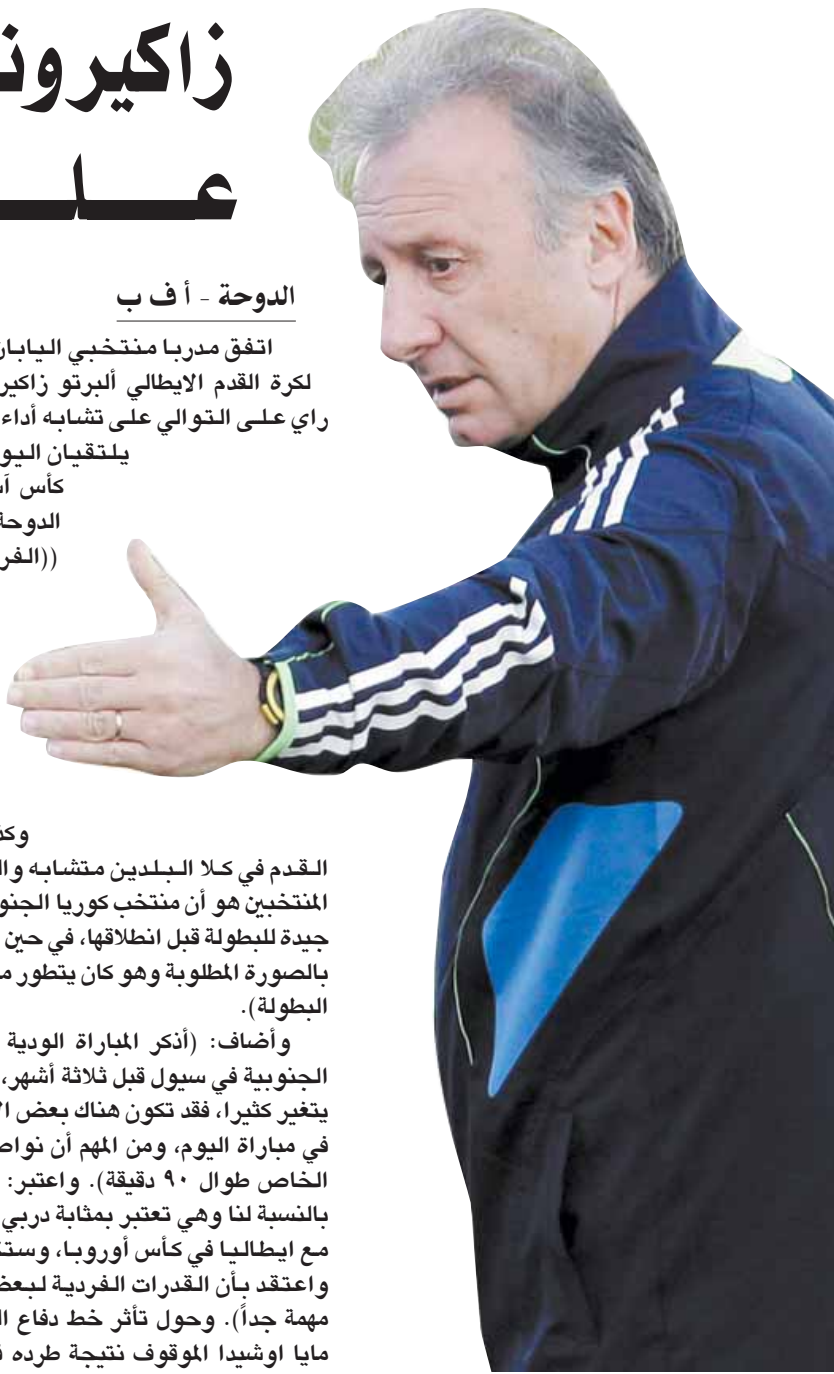 زاكيرون
عــلــ
الدوحة - أ ف ب
اتفق مدربا منتخبي اليابان
لكرة القدم الايطالي ألبرتو زاكير
راي على التوالي على تشابه أداء
يلتقيان اليو
كأس آس
الدوحة
((الفر
وكذ
القدم في كلا البلدين متشابه وال
المنتخبين هو أن منتخب كوريا الجنو
جيدة للبطولة قبل انطلاقها، في حين
بالصورة المطلوبة وهو كان يتطور م
البطولة).
وأضاف: (أذكر المباراة الودية
الجنوبية في سيول قبل ثلاثة أشهر،
يتغير كثيرا، فقد تكون هناك بعض ال
في مباراة اليوم، ومن المهم أن نواص
الخاص طوال ٩٠ دقيقة). واعتبر:
بالنسبة لنا وهي تعتبر بمثابة دربي
مع ايطاليا في كأس أوروبا، وستك
واعتقد بأن القدرات الفردية لبعض
مهمة جداً). وحول تأثر خط دفاع ال
مايا اوشيدا الموقوف نتيجة طرده